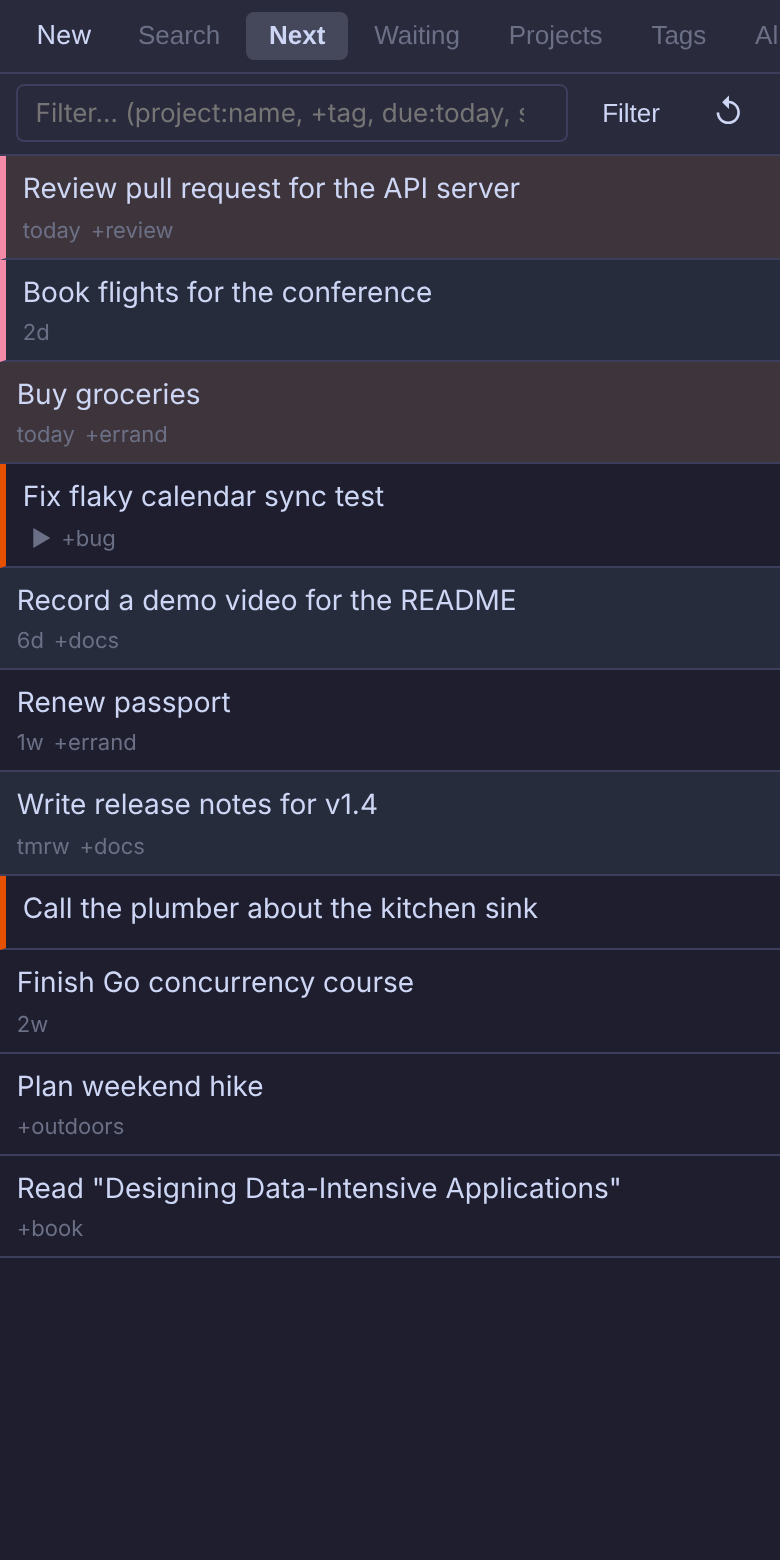 New Search Next Waiting Projects Tags Al
Filter... (project:name, +tag, due:today, s
Filter
Review pull request for the API server
today +review
Book flights for the conference
2d
Buy groceries
today +errand
Fix flaky calendar sync test
▶ +bug
Record a demo video for the README
6d +docs
Renew passport
1w +errand
Write release notes for v1.4
tmrw +docs
Call the plumber about the kitchen sink
Finish Go concurrency course
2w
Plan weekend hike
+outdoors
Read "Designing Data-Intensive Applications"
+book